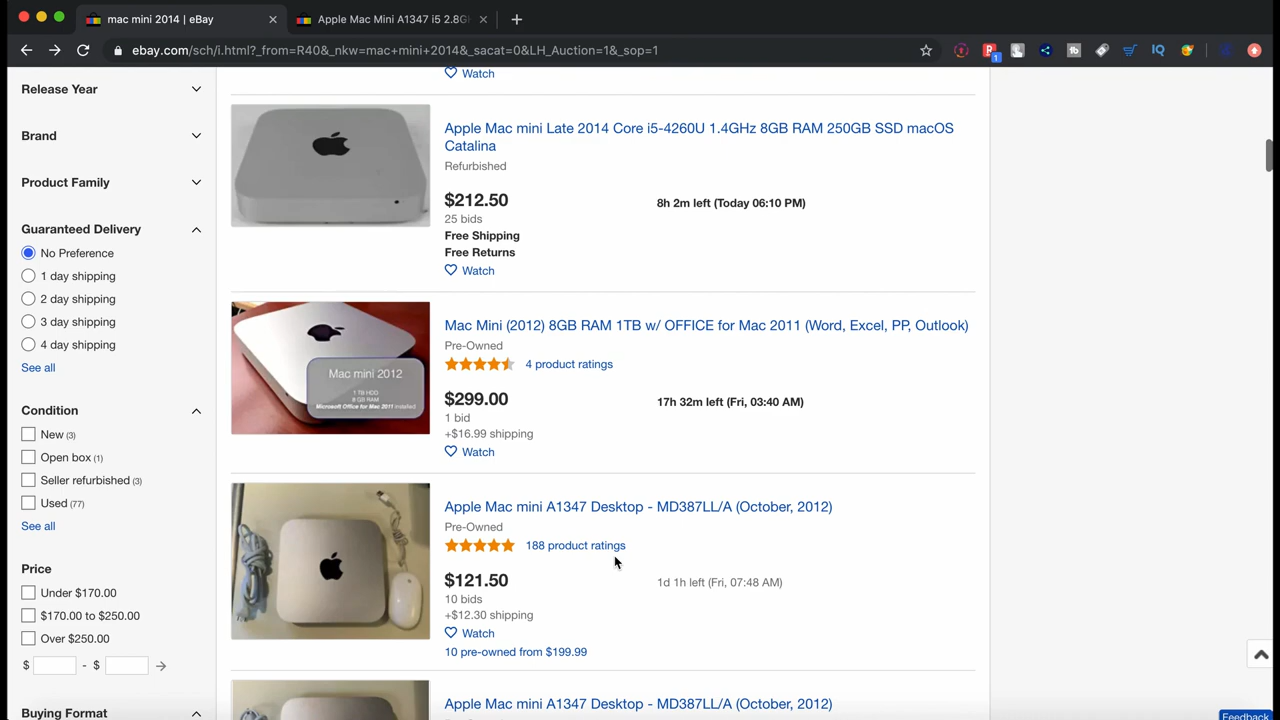 mac mini 2014 | eBay
Apple Mac Mini A1347 i5 2.8G
ebay.com/sch/i.html?_from=R40&_nkw=mac+mini+2014&_sacat=0&LH_Auction=1&_sop=1
1
tb
IQ
Release Year
Brand
Product Family
Guaranteed Delivery
No Preference
1 day shipping
2 day shipping
3 day shipping
4 day shipping
See all
Condition
New (3)
Open box (1)
Seller refurbished (3)
Used (77)
See all
Price
Under $170.00
$170.00 to $250.00
Over $250.00
$ - $
Buying Format
Watch
Apple Mac mini Late 2014 Core i5-4260U 1.4GHz 8GB RAM 250GB SSD macOS
Catalina
Refurbished
$212.50
8h 2m left (Today 06:10 PM)
25 bids
Free Shipping
Free Returns
Watch
Mac mini 2012
1 TB HDD
8 GB RAM
Microsoft Office for Mac 2011 installed
Mac Mini (2012) 8GB RAM 1TB w/ OFFICE for Mac 2011 (Word, Excel, PP, Outlook)
Pre-Owned
4 product ratings
$299.00
17h 32m left (Fri, 03:40 AM)
1 bid
+$16.99 shipping
Watch
Apple Mac mini A1347 Desktop - MD387LL/A (October, 2012)
Pre-Owned
188 product ratings
$121.50
1d 1h left (Fri, 07:48 AM)
10 bids
+$12.30 shipping
Watch
10 pre-owned from $199.99
Apple Mac mini A1347 Desktop - MD387LL/A (October, 2012)
Feedback